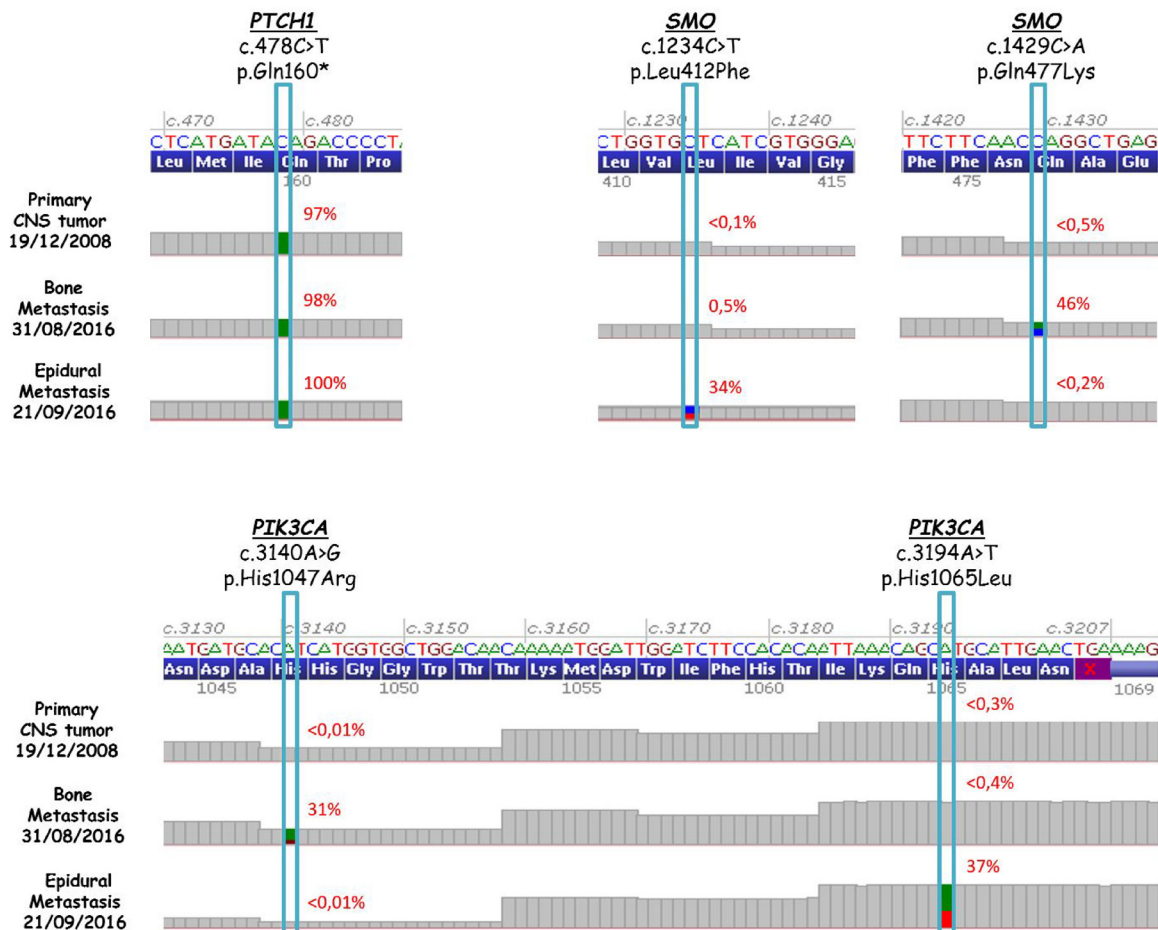 PTCH1
c.478C>T
p.Gln160*
SMO
c.1234C>T
p.Leu412Phe
SMO
c.1429C>A
p.Gln477Lys
c.470 c.480
CTCATGATACAGACCCCTA
Leu Met Ile Gln Thr Pro
160
c.1230 c.1240
CTGGTGCTCATCGTGGGA
Leu Val Leu Ile Val Gly
410 415
c.1420 c.1430
TTCTTCAACCAGGCTGAG
Phe Phe Asn Gln Ala Glu
475
Primary
CNS tumor
19/12/2008
97%
<0,1%
<0,5%
Bone
Metastasis
31/08/2016
98%
0,5%
46%
Epidural
Metastasis
21/09/2016
100%
34%
<0,2%
PIK3CA
c.3140A>G
p.His1047Arg
PIK3CA
c.3194A>T
p.His1065Leu
c.3130 c.3140 c.3150 c.3160 c.3170 c.3180 c.3190 c.3207
AATGATGCACATCATGGTGGCTGGACAACAAAAATGGATTGGATCTTCCACACAATTAAACAGCATGCATTGAACTGAAAAG
Asn Asp Ala His His Gly Gly Trp Thr Thr Lys Met Asp Trp Ile Phe His Thr Ile Lys Gln His Ala Leu Asn X
1045 1050 1055 1060 1065 1069
Primary
CNS tumor
19/12/2008
<0,01%
<0,3%
Bone
Metastasis
31/08/2016
31%
<0,4%
Epidural
Metastasis
21/09/2016
<0,01%
37%